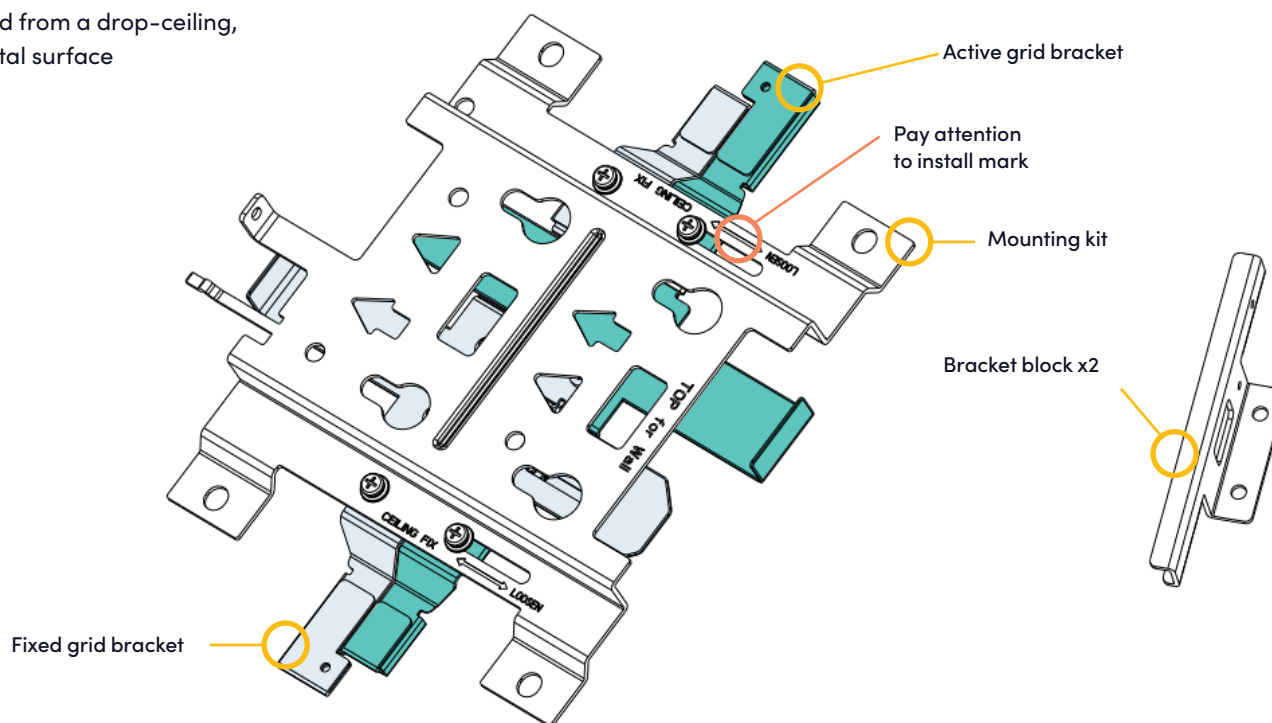 d from a drop-ceiling,
tal surface
Active grid bracket
Pay attention
to install mark
Mounting kit
Bracket block x2
Fixed grid bracket
CEILING FIX
LOOSEN
TOP for Wall
CEILING FIX
LOOSEN